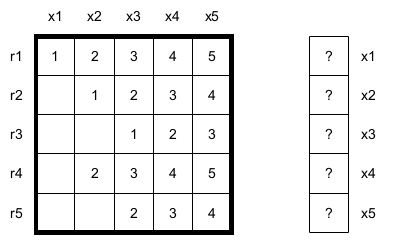 x1 x2 x3 x4 x5
r1 1 2 3 4 5 ? x1
r2 1 2 3 4 ? x2
r3 1 2 3 ? x3
r4 2 3 4 5 ? x4
r5 2 3 4 ? x5